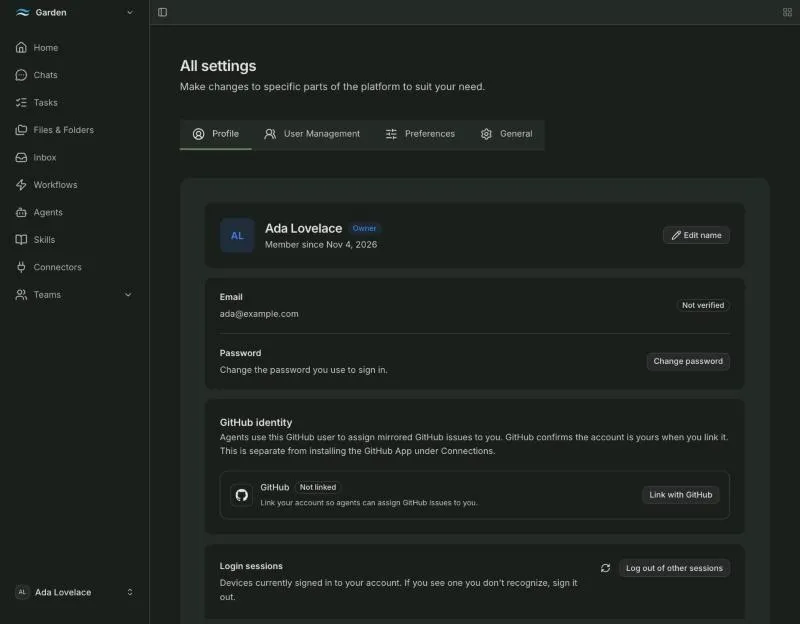 Garden
Home
Chats
Tasks
Files & Folders
Inbox
Workflows
Agents
Skills
Connectors
Teams
AL
Ada Lovelace
All settings
Make changes to specific parts of the platform to suit your need.
Profile
User Management
Preferences
General
AL
Ada Lovelace
Owner
Member since Nov 4, 2026
Edit name
Email
ada@example.com
Not verified
Password
Change the password you use to sign in.
Change password
GitHub identity
Agents use this GitHub user to assign mirrored GitHub issues to you. GitHub confirms the account is yours when you link it.
This is separate from installing the GitHub App under Connections.
GitHub
Not linked
Link your account so agents can assign GitHub issues to you.
Link with GitHub
Login sessions
Devices currently signed in to your account. If you see one you don't recognize, sign it
out.
Log out of other sessions